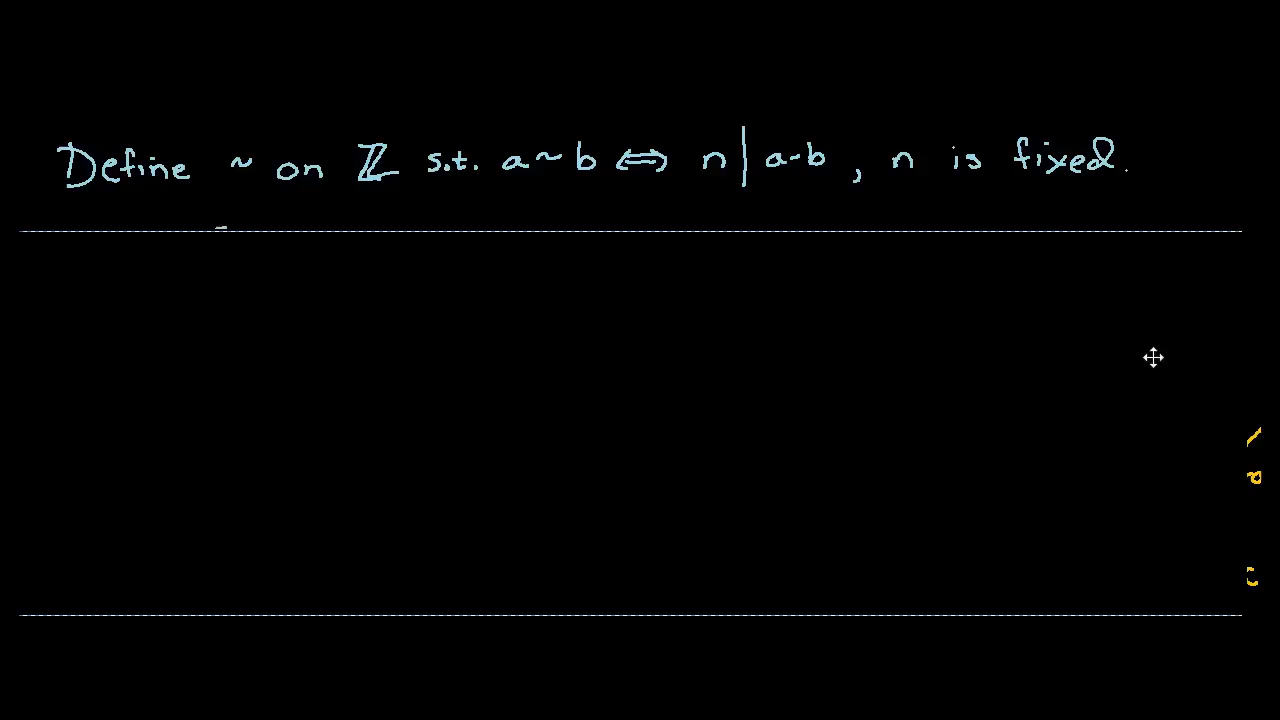 Define ~ on ℤ s.t. a~b ⟺ n | a-b , n is fixed.